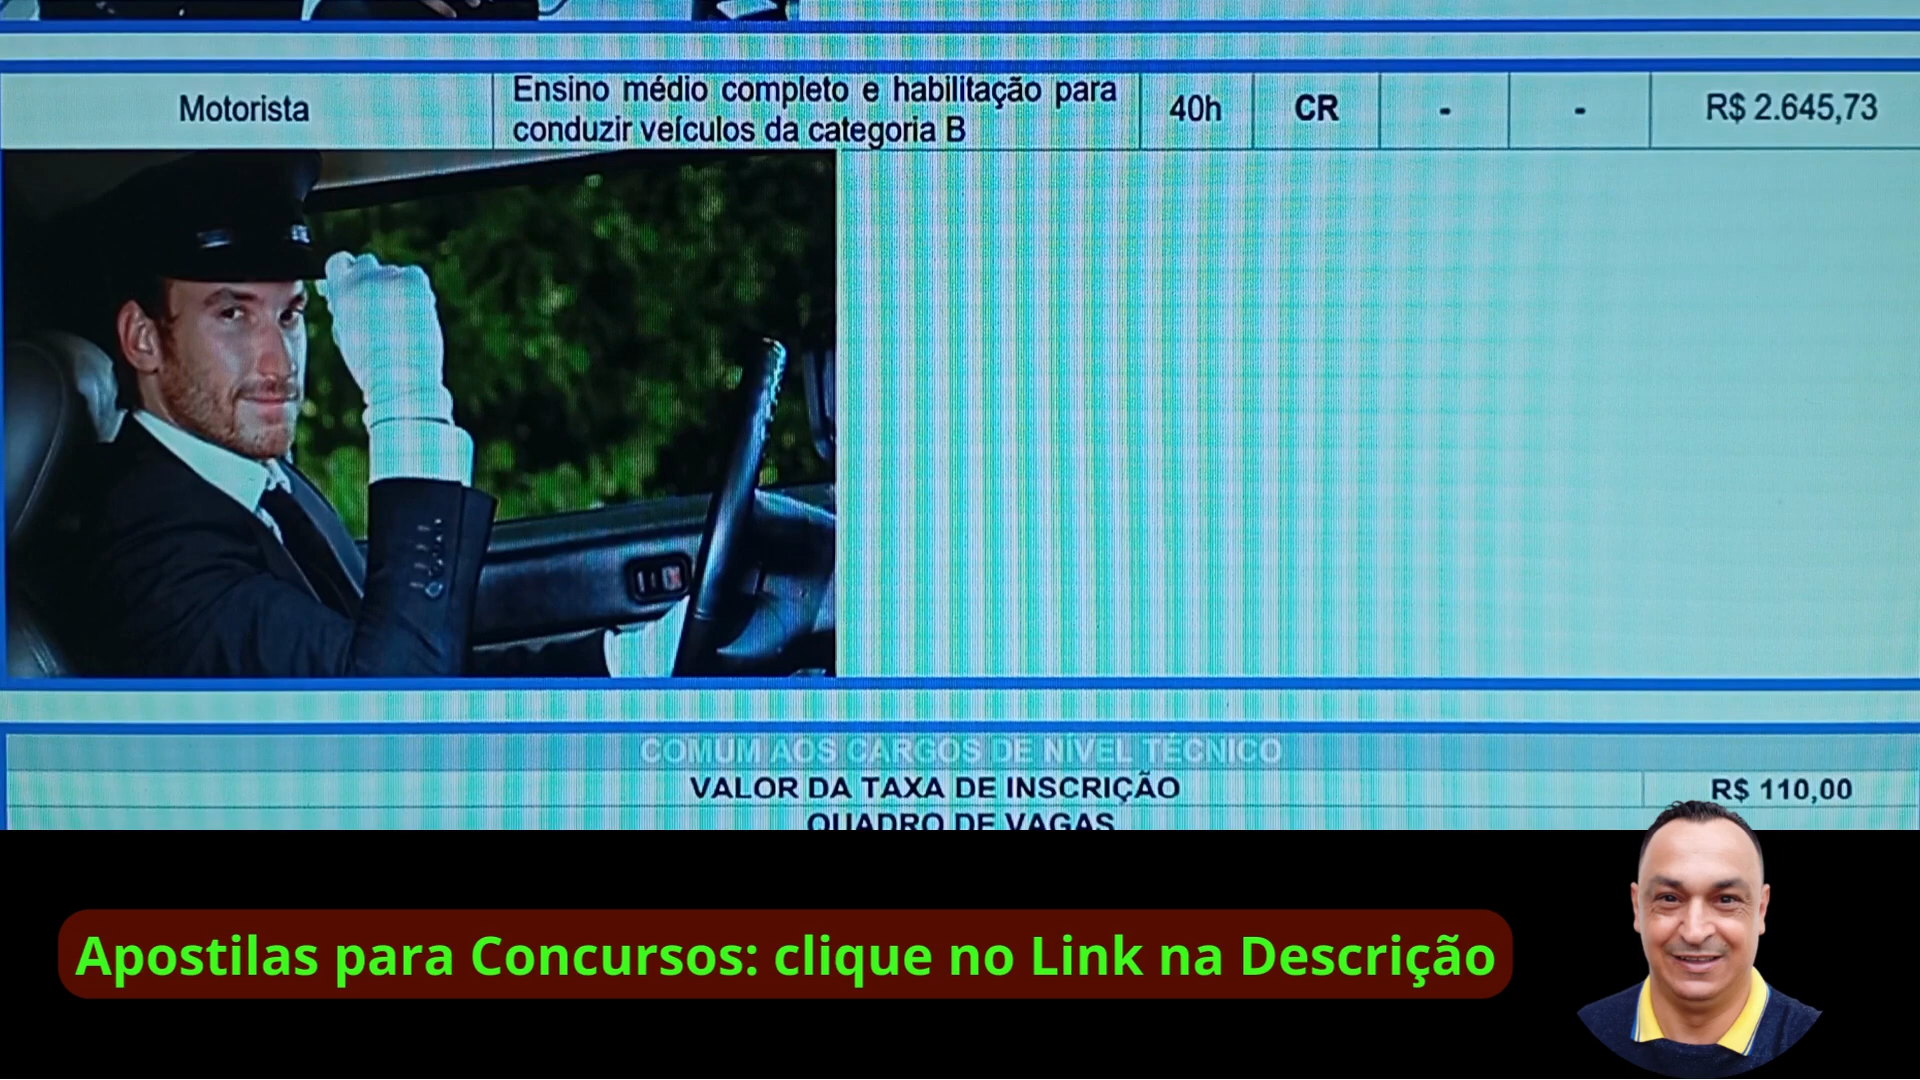 Motorista
Ensino médio completo e habilitação para
conduzir veículos da categoria B
40h
CR
-
-
R$ 2.645,73
COMUM AOS CARGOS DE NÍVEL TÉCNICO
VALOR DA TAXA DE INSCRIÇÃO
R$ 110,00
QUADRO DE VAGAS
Apostilas para Concursos: clique no Link na Descrição